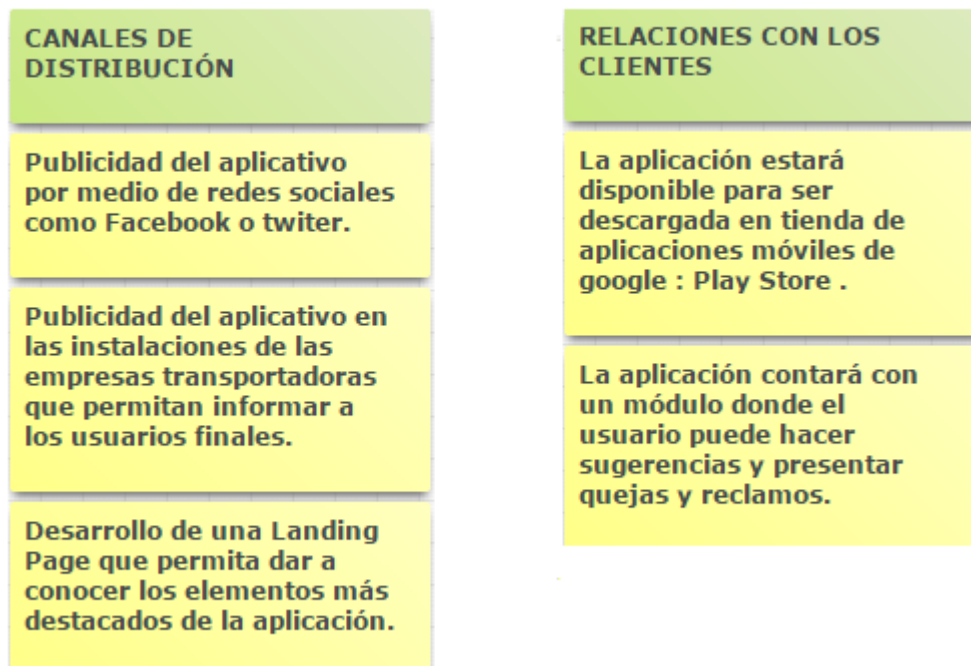 CANALES DE
DISTRIBUCIÓN
Publicidad del aplicativo
por medio de redes sociales
como Facebook o twiter.
Publicidad del aplicativo en
las instalaciones de las
empresas transportadoras
que permitan informar a
los usuarios finales.
Desarrollo de una Landing
Page que permita dar a
conocer los elementos más
destacados de la aplicación.
RELACIONES CON LOS
CLIENTES
La aplicación estará
disponible para ser
descargada en tienda de
aplicaciones móviles de
google : Play Store .
La aplicación contará con
un módulo donde el
usuario puede hacer
sugerencias y presentar
quejas y reclamos.